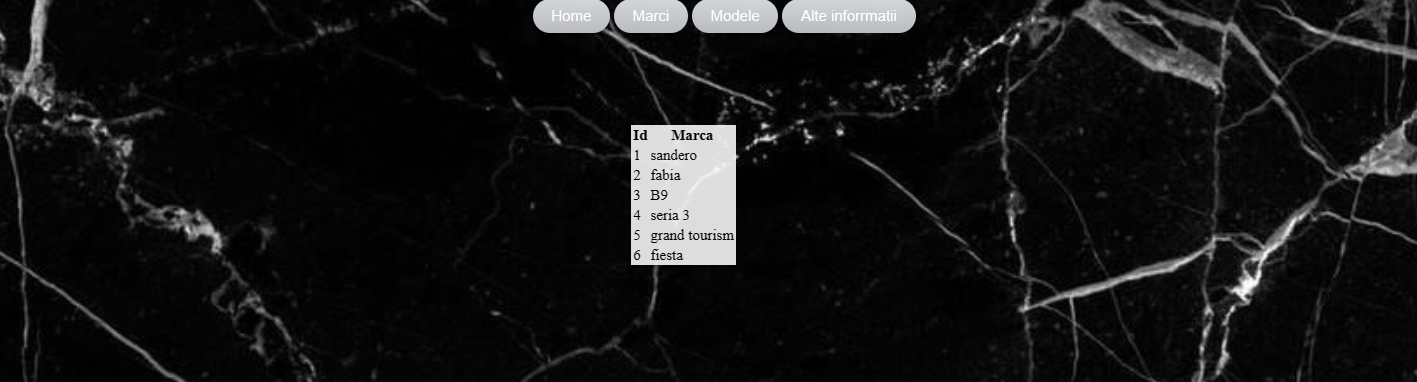 Home Marci Modele Alte inforrmatii
Id Marca
1 sandero
2 fabia
3 B9
4 seria 3
5 grand tourism
6 fiesta